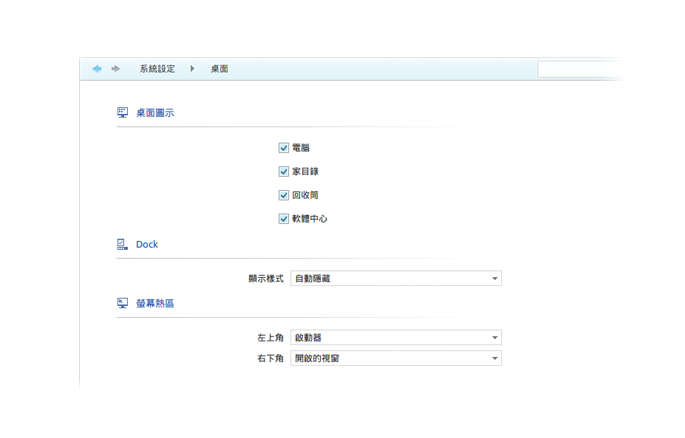 系統設定 桌面
桌面圖示
電腦
家目錄
回收筒
軟體中心
Dock
顯示樣式 自動隱藏
螢幕熱區
左上角 啟動器
右下角 開啟的視窗